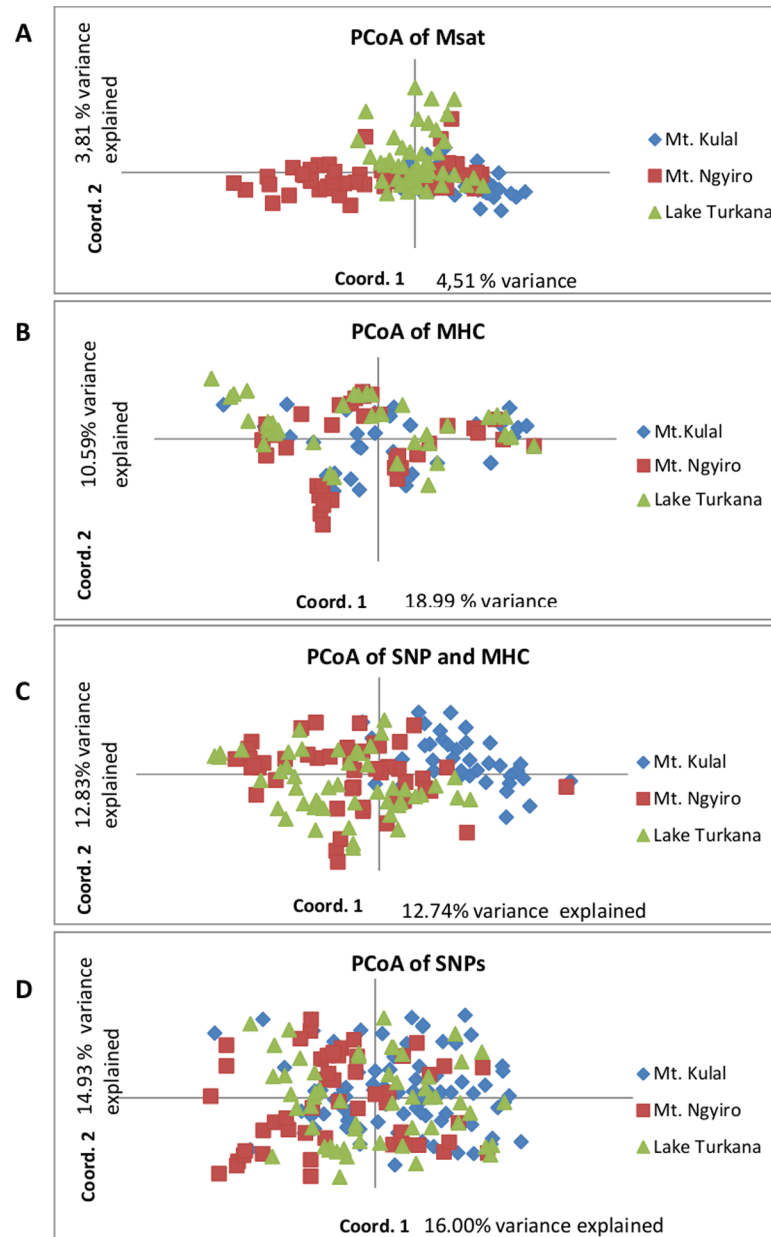 A
PCoA of Msat
3,81 % variance
explained
Coord. 2
Mt. Kulal
Mt. Ngyiro
Lake Turkana
Coord. 1
4,51 % variance
B
PCoA of MHC
10.59% variance
explained
Coord. 2
Mt.Kulal
Mt. Ngyiro
Lake Turkana
Coord. 1
18.99 % variance
C
PCoA of SNP and MHC
12.83% variance
explained
Coord. 2
Mt. Kulal
Mt. Ngyiro
Lake Turkana
Coord. 1
12.74% variance explained
D
PCoA of SNPs
14.93 % variance
explained
Coord. 2
Mt. Kulal
Mt. Ngyiro
Lake Turkana
Coord. 1
16.00% variance explained